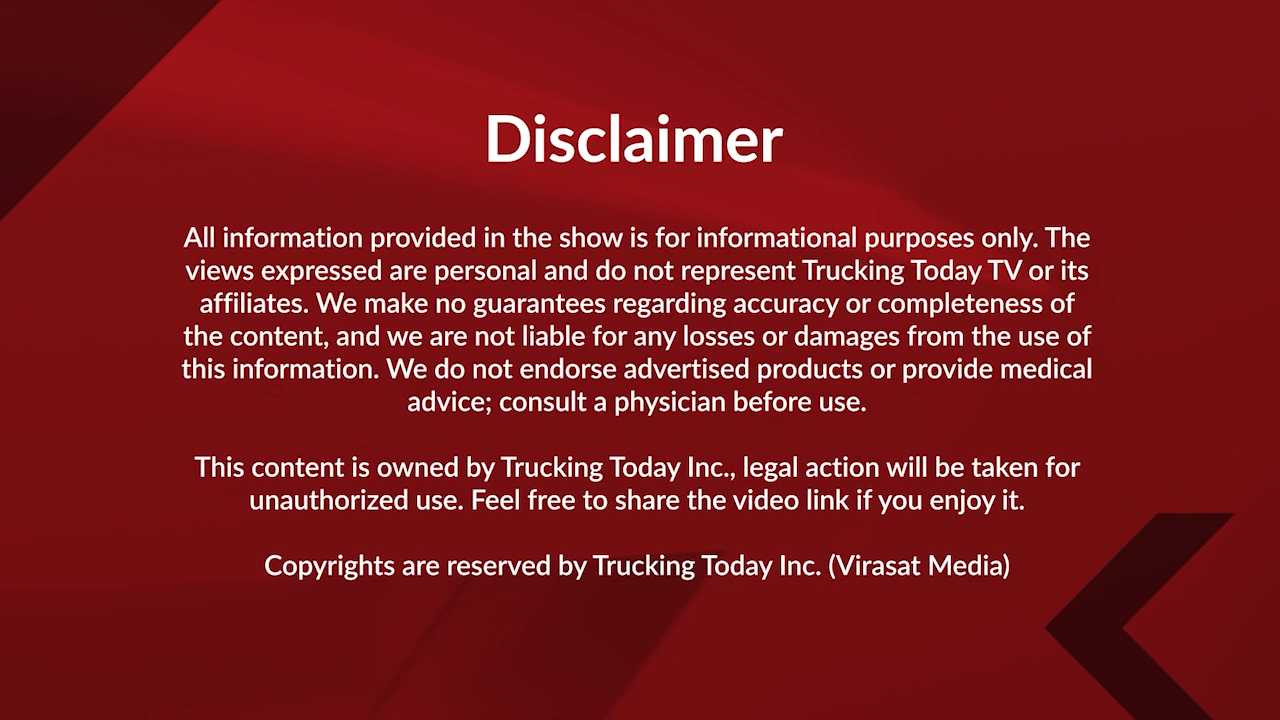 Disclaimer
All information provided in the show is for informational purposes only. The
views expressed are personal and do not represent Trucking Today TV or its
affiliates. We make no guarantees regarding accuracy or completeness of
the content, and we are not liable for any losses or damages from the use of
this information. We do not endorse advertised products or provide medical
advice; consult a physician before use.
This content is owned by Trucking Today Inc., legal action will be taken for
unauthorized use. Feel free to share the video link if you enjoy it.
Copyrights are reserved by Trucking Today Inc. (Virasat Media)